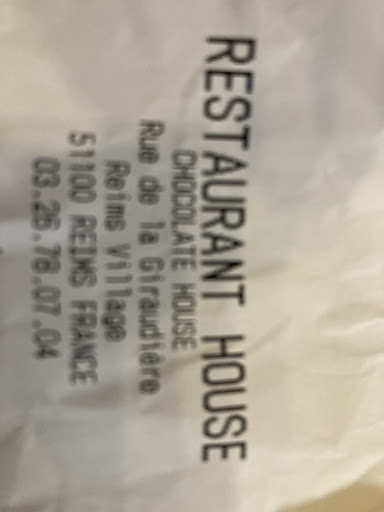 RESTAURANT HOUSE
CHOCOLATE HOUSE
Rue de la Giraudière
Reims Village
51100 REIMS FRANCE
03.26.78.07.04